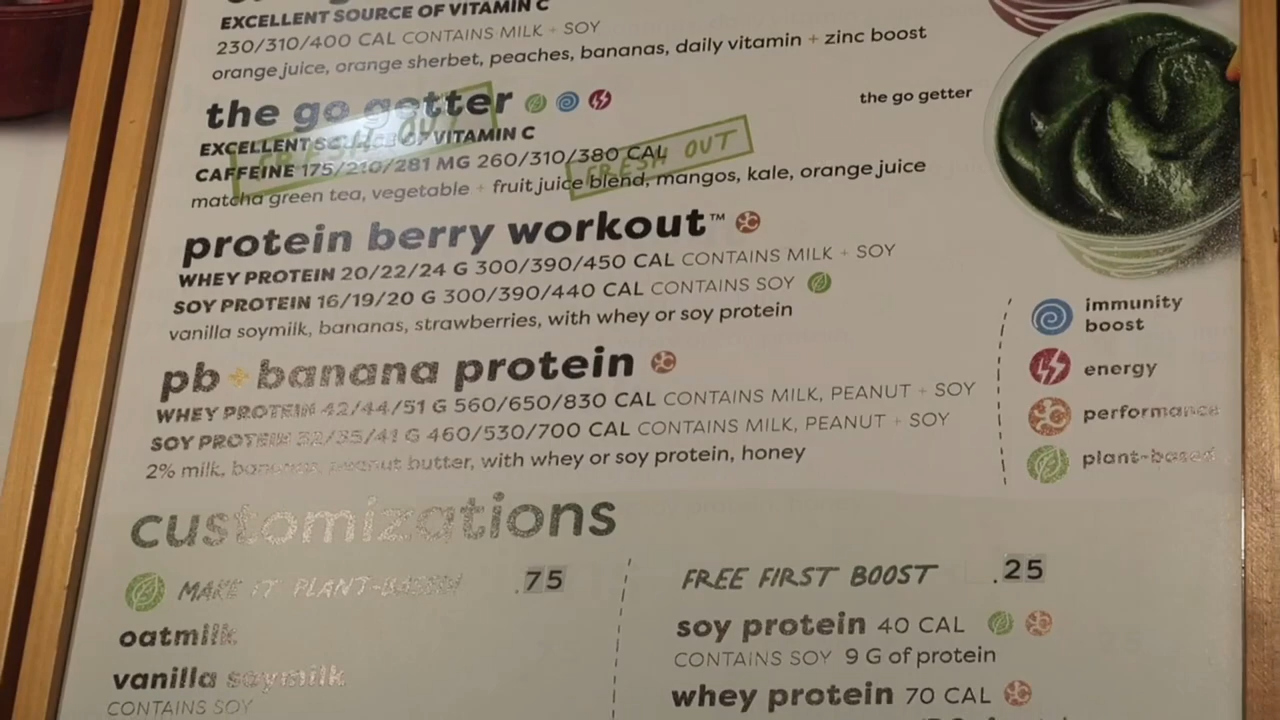 EXCELLENT SOURCE OF VITAMIN C
230/310/400 CAL CONTAINS MILK + SOY
orange juice, orange sherbet, peaches, bananas, daily vitamin + zinc boost
the go getter
EXCELLENT SOURCE OF VITAMIN C
CAFFEINE 175/210/281 MG 260/310/380 CAL
matcha green tea, vegetable + fruit juice blend, mangos, kale, orange juice
FRESH OUT
FRESH OUT
the go getter
protein berry workout™
WHEY PROTEIN 20/22/24 G 300/390/450 CAL CONTAINS MILK + SOY
SOY PROTEIN 16/19/20 G 300/390/440 CAL CONTAINS SOY
vanilla soymilk, bananas, strawberries, with whey or soy protein
pb + banana protein
WHEY PROTEIN 42/44/51 G 560/650/830 CAL CONTAINS MILK, PEANUT + SOY
SOY PROTEIN 32/35/41 G 460/530/700 CAL CONTAINS MILK, PEANUT + SOY
2% milk, bananas, peanut butter, with whey or soy protein, honey
immunity
boost
energy
performance
plant-based
customizations
MAKE IT PLANT-BASED! .75
oatmilk
vanilla soymilk
CONTAINS SOY
FREE FIRST BOOST .25
soy protein 40 CAL
CONTAINS SOY 9 G of protein
whey protein 70 CAL